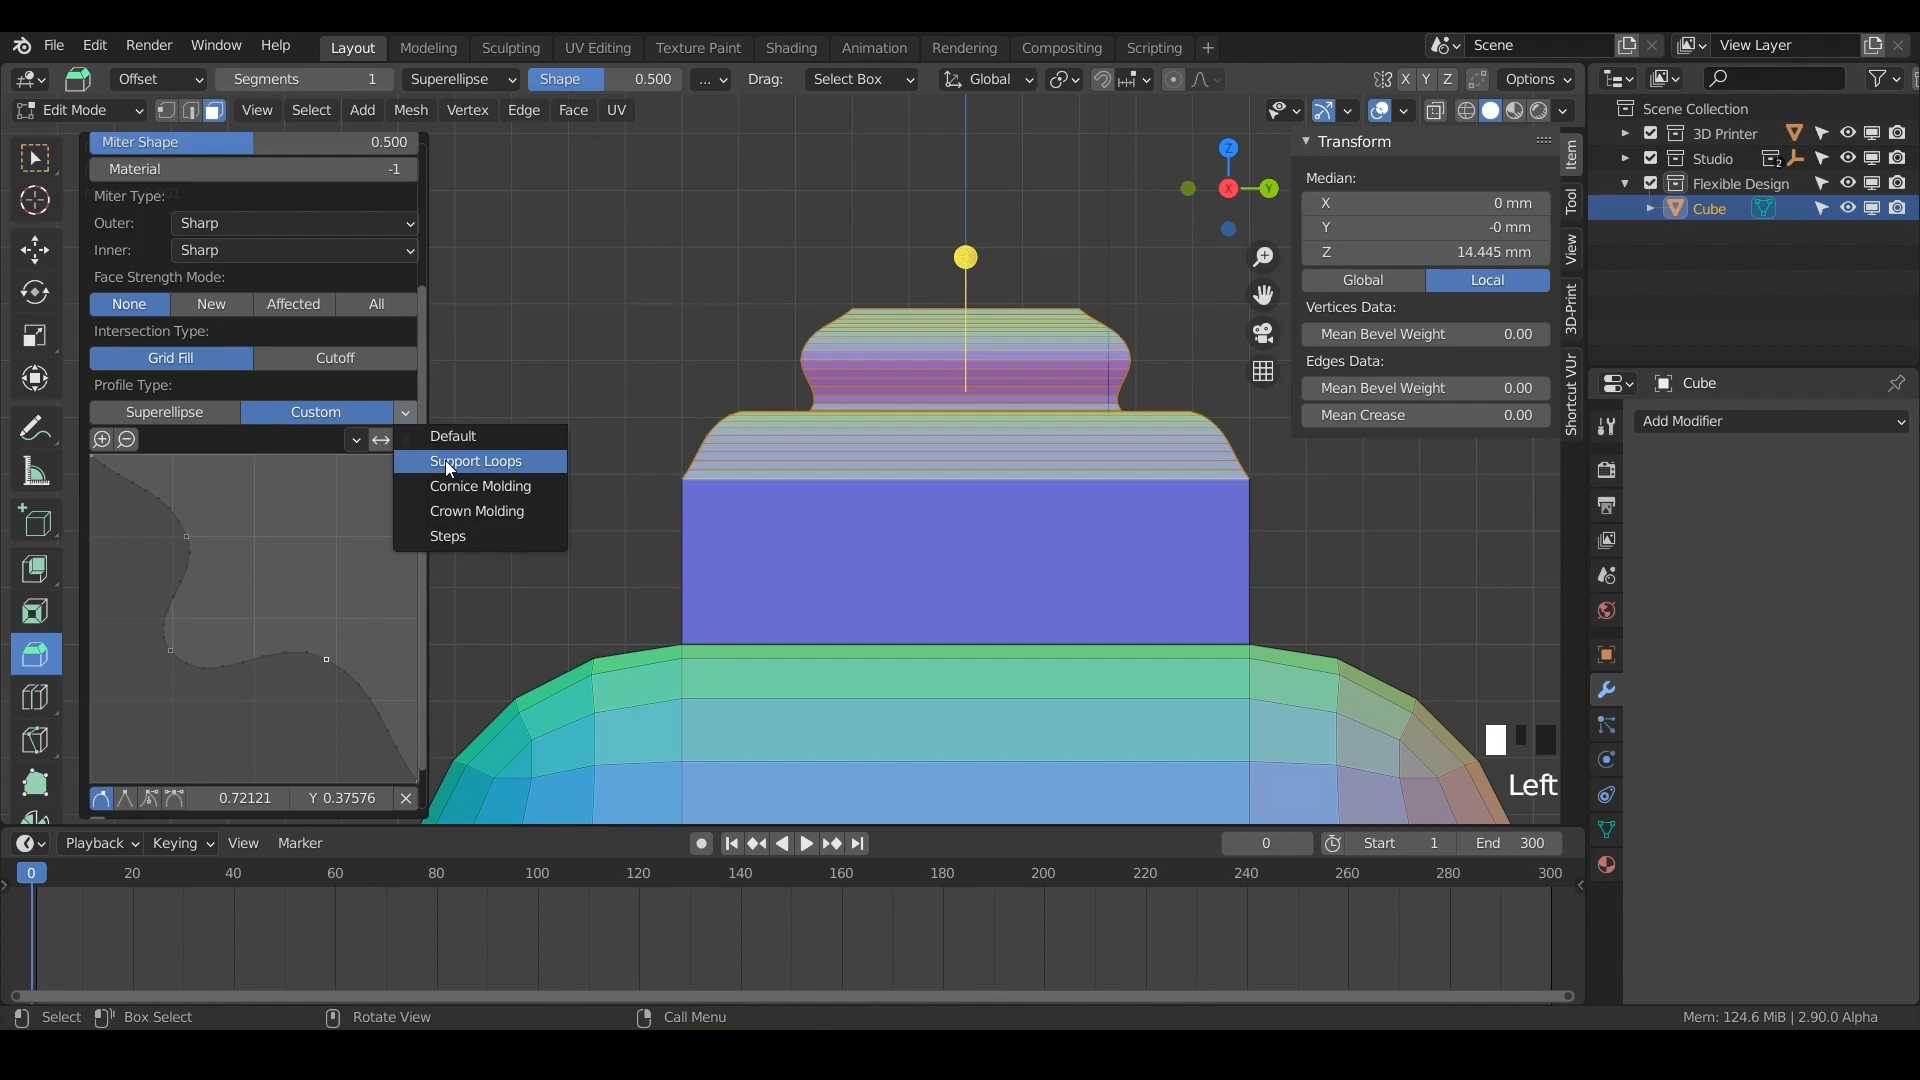 File Edit Render Window Help Layout Modeling Sculpting UV Editing Texture Paint Shading Animation Rendering Compositing Scripting + Scene View Layer
Offset Segments 1 Superellipse Shape 0.500 ... Drag: Select Box Global X Y Z Options
Edit Mode View Select Add Mesh Vertex Edge Face UV
Miter Shape 0.500
Material -1
Miter Type:
Outer: Sharp
Inner: Sharp
Face Strength Mode:
None New Affected All
Intersection Type:
Grid Fill Cutoff
Profile Type:
Superellipse Custom
Default
Support Loops
Cornice Molding
Crown Molding
Steps
0.72121 Y 0.37576
Z
X
Y
Transform
Median:
X 0 mm
Y -0 mm
Z 14.445 mm
Global Local
Vertices Data:
Mean Bevel Weight 0.00
Edges Data:
Mean Bevel Weight 0.00
Mean Crease 0.00
Item
Tool
View
3D-Print
Shortcut VUr
Scene Collection
3D Printer
Studio 2
Flexible Design
Cube
Cube
Add Modifier
Left
Playback Keying View Marker 0 Start 1 End 300
0 20 40 60 80 100 120 140 160 180 200 220 240 260 280 300
Select Box Select Rotate View Call Menu Mem: 124.6 MiB | 2.90.0 Alpha